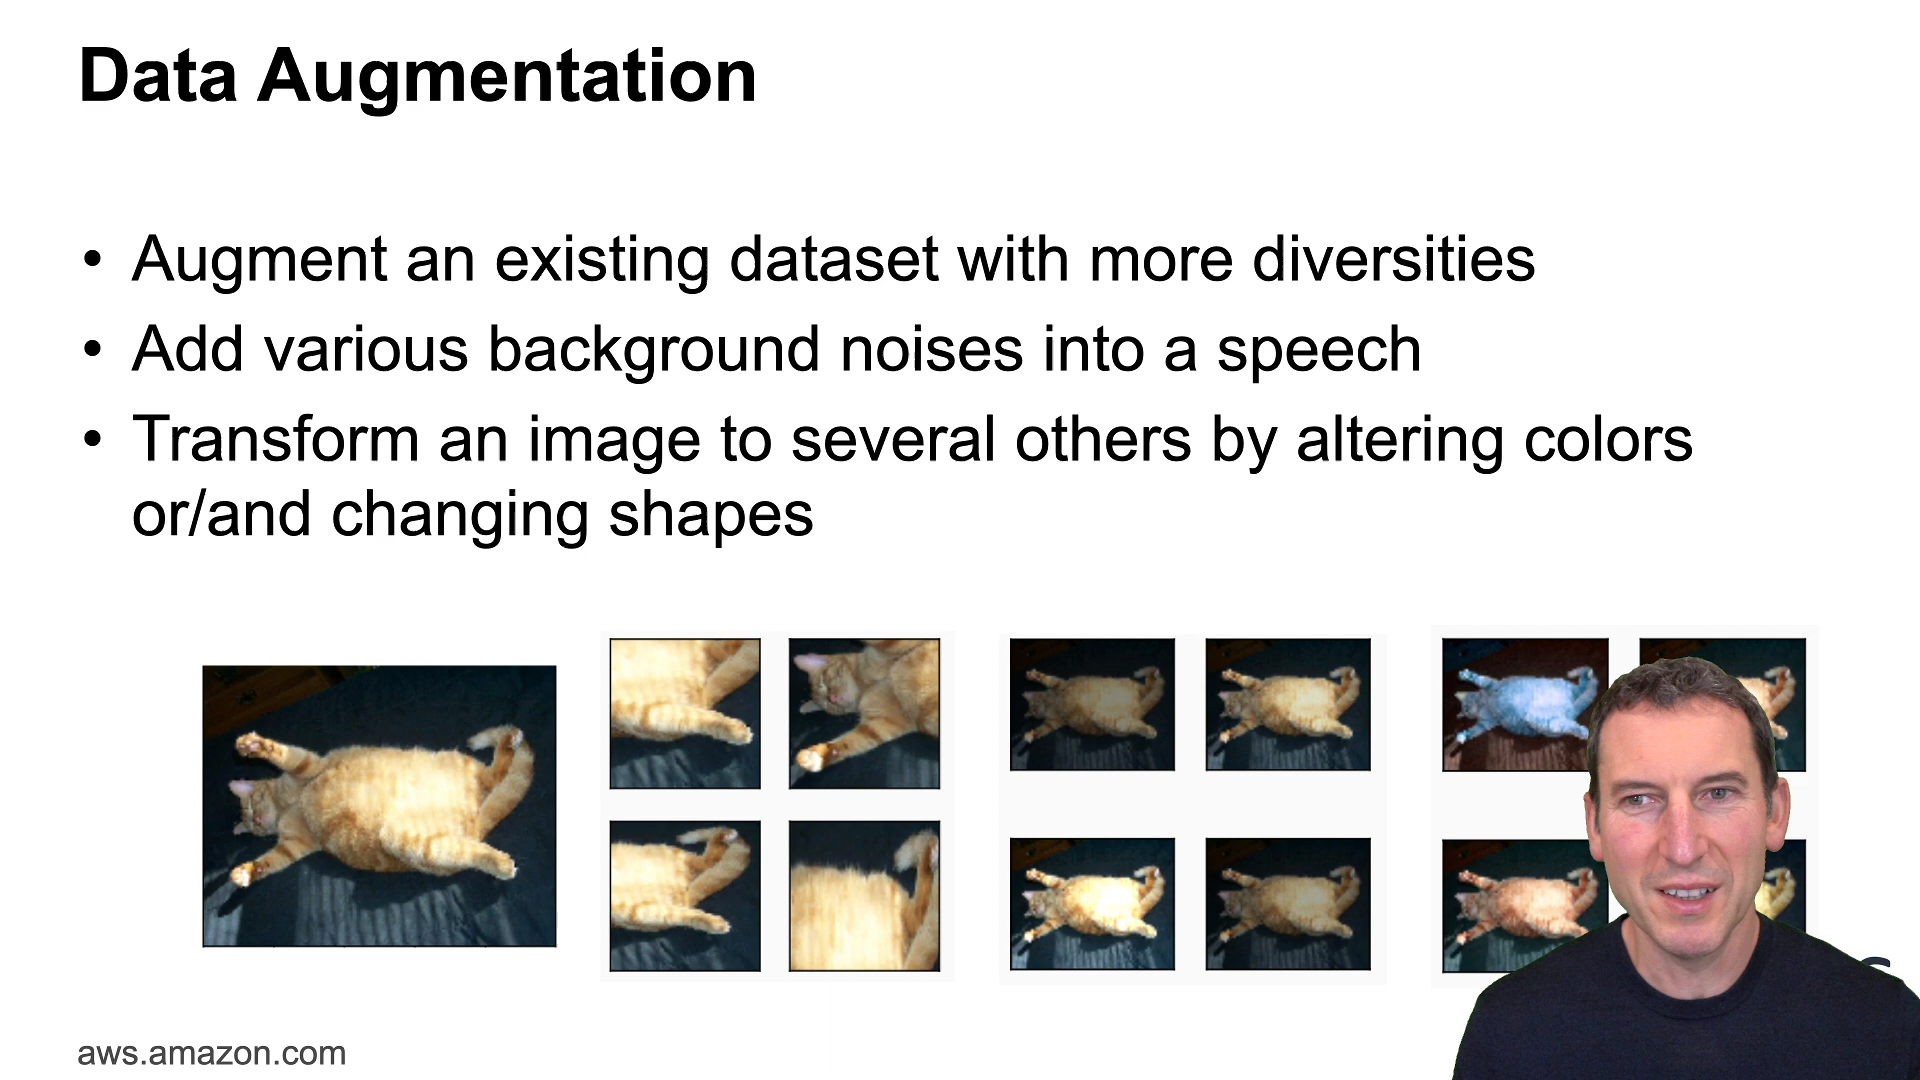 Data Augmentation
• Augment an existing dataset with more diversities
• Add various background noises into a speech
• Transform an image to several others by altering colors
or/and changing shapes
aws.amazon.com